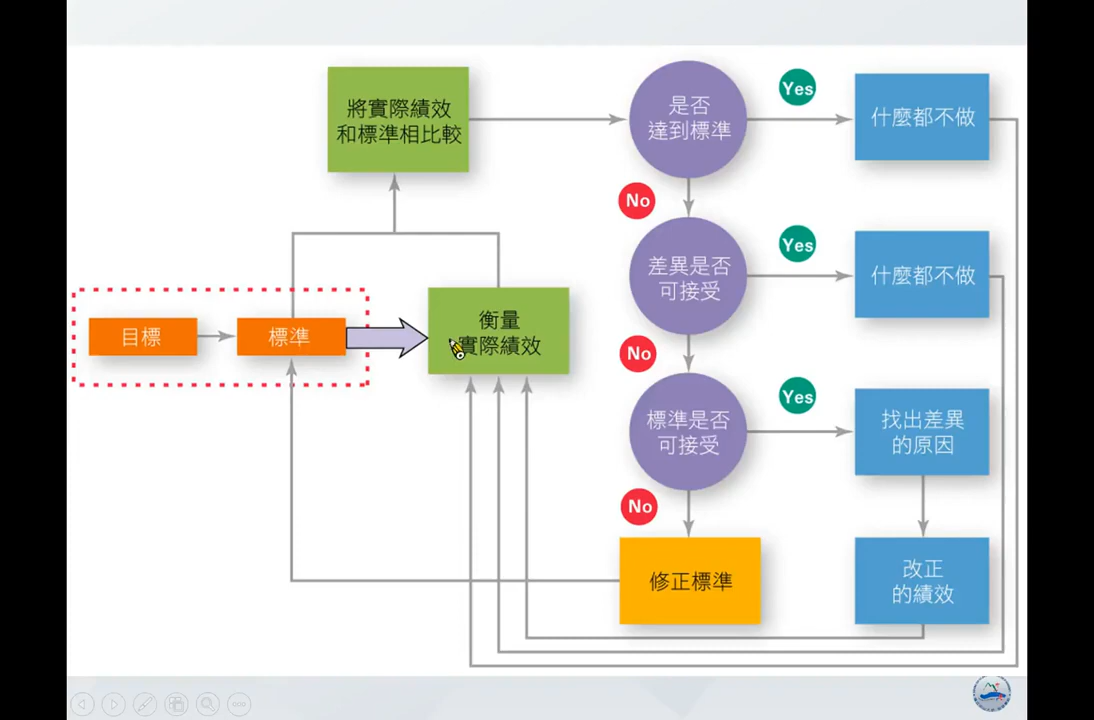 將實際績效
和標準相比較
是否
達到標準
Yes
什麼都不做
No
差異是否
可接受
Yes
什麼都不做
目標
標準
衡量
實際績效
No
標準是否
可接受
Yes
找出差異
的原因
No
修正標準
改正
的績效